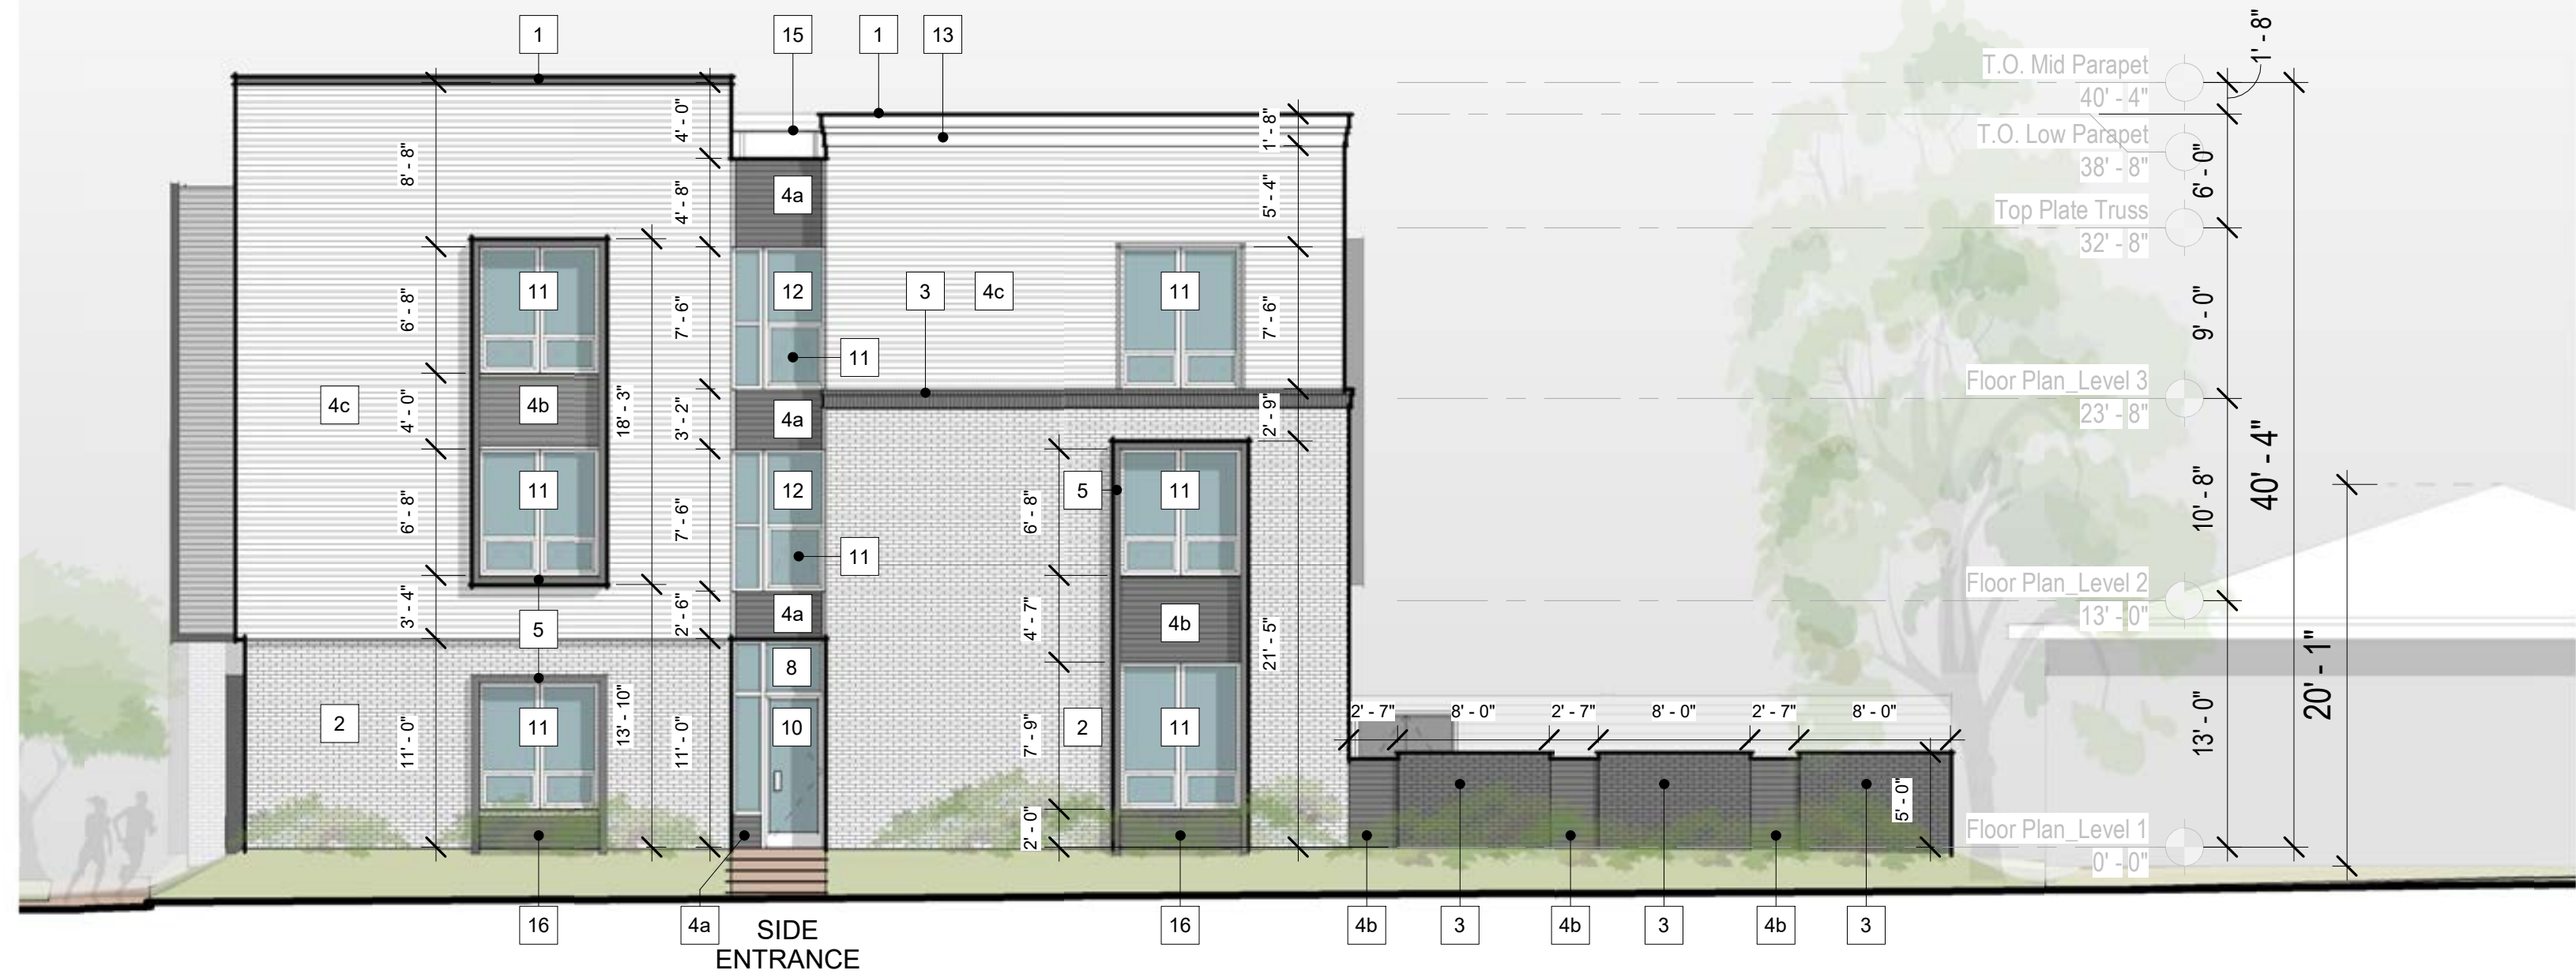 1
15
1
13
T.O. Mid Parapet
40' - 4"
1' - 8"
T.O. Low Parapet
38' - 8"
6' - 0"
Top Plate Truss
32' - 8"
9' - 0"
Floor Plan_Level 3
23' - 8"
10' - 8"
40' - 4"
Floor Plan_Level 2
13' - 0"
20' - 1"
13' - 0"
Floor Plan_Level 1
0' - 0"
8' - 8"
6' - 8"
4' - 0"
6' - 8"
3' - 4"
11' - 0"
4c
2
11
4b
11
5
11
18' - 3"
13' - 10"
4' - 0"
4' - 8"
7' - 6"
3' - 2"
7' - 6"
2' - 6"
11' - 0"
4a
12
11
4a
12
11
4a
8
10
3
4c
11
1' - 8"
5' - 4"
7' - 6"
2' - 9"
21' - 5"
5
11
4b
11
2
6' - 8"
4' - 7"
7' - 9"
2' - 0"
2' - 7"
8' - 0"
2' - 7"
8' - 0"
2' - 7"
8' - 0"
5' - 0"
16
4a
SIDE
ENTRANCE
16
4b
3
4b
3
4b
3